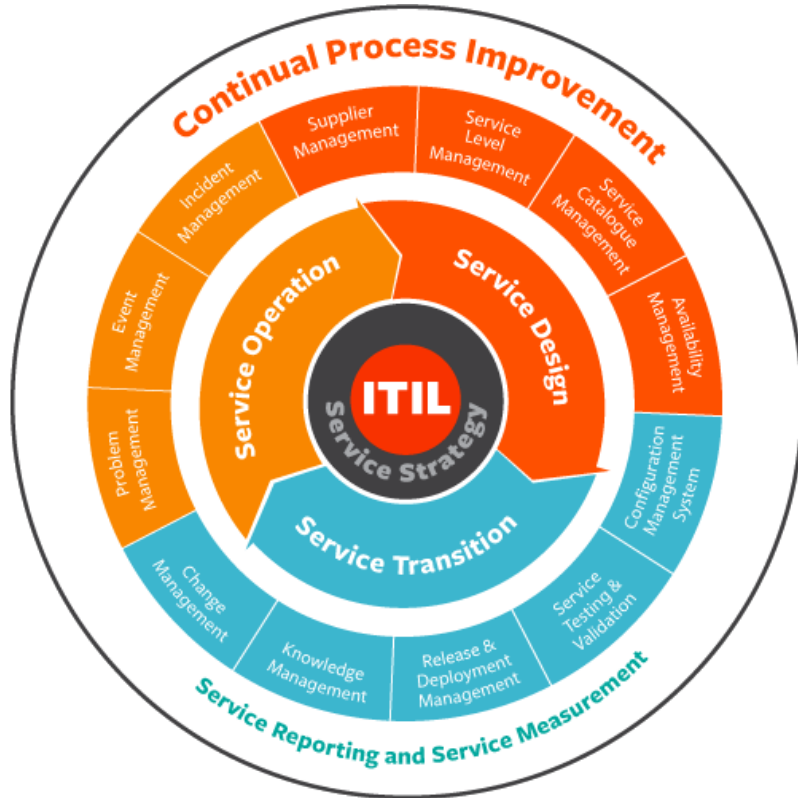 Continual Process Improvement
Supplier
Management
Service
Level
Management
Service
Catalogue
Management
Availability
Management
Configuration
Management
System
Service
Testing &
Validation
Release &
Deployment
Management
Knowledge
Management
Change
Management
Problem
Management
Event
Management
Incident
Management
Service Operation
Service Design
Service Transition
ITIL
Service Strategy
Service Reporting and Service Measurement